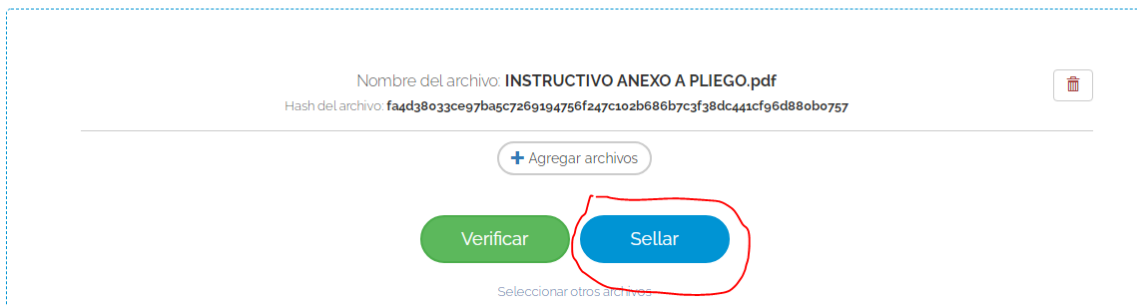 Nombre del archivo: INSTRUCTIVO ANEXO A PLIEGO.pdf
Hash del archivo: fa4d38033ce97ba5c7269194756f247c102b686b7c3f38dc441cf96d880b0757
+ Agregar archivos
Verificar
Sellar
Seleccionar otros archivos